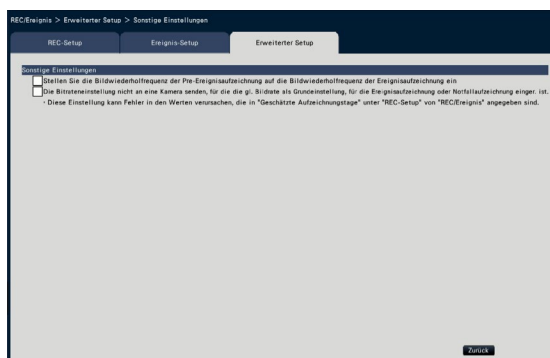 REC/Ereignis > Erweiterter Setup > Sonstige Einstellungen
REC-Setup
Ereignis-Setup
Erweiterter Setup
Sonstige Einstellungen
Stellen Sie die Bildwiederholfrequenz der Pre-Ereignisaufzeichnung auf die Bildwiederholfrequenz der Ereignisaufzeichnung ein
Die Bitrateneinstellung nicht an eine Kamera senden, für die die gl. Bildrate als Grundeinstellung, für die Ereignisaufzeichnung oder Notfallaufzeichnung einger. ist.
· Diese Einstellung kann Fehler in den Werten verursachen, die in "Geschätzte Aufzeichnungstage" unter "REC-Setup" von "REC/Ereignis" angegeben sind.
Zurück